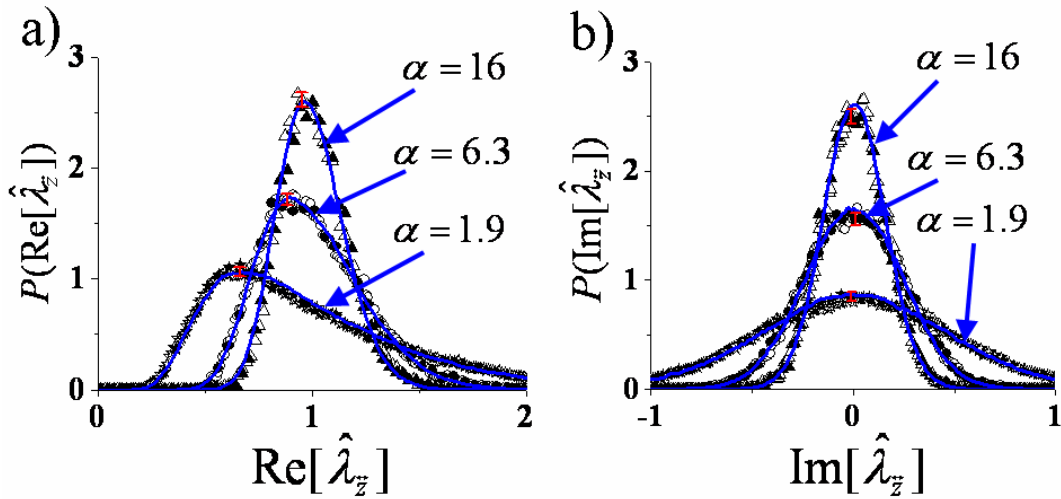 a)
3
2
1
0
0
1
2
P(Re[λ̂_z̈])
Re[λ̂_z̈]
α = 16
α = 6.3
α = 1.9
b)
3
2
1
0
-1
0
1
P(Im[λ̂_z̈])
Im[λ̂_z̈]
α = 16
α = 6.3
α = 1.9